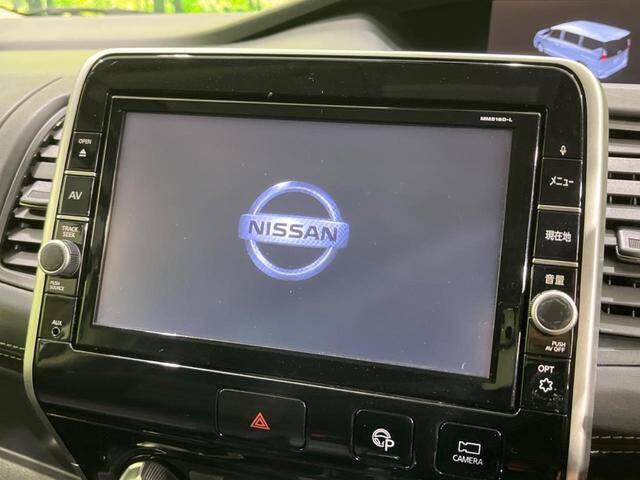 MM518D-L
OPEN
AV
TRACK
SEEK
PUSH
SOURCE
AUX
NISSAN
メニュー
現在地
音量
PUSH
AV OFF
OPT
P
CAMERA